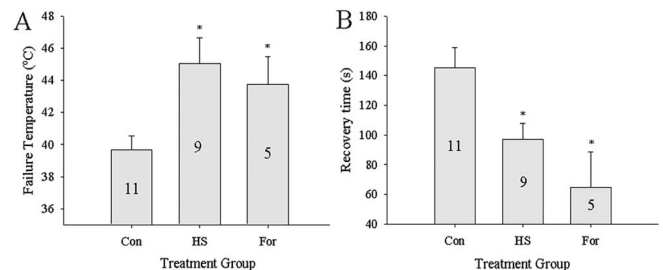 A
Failure Temperature (°C)
48
46
44
42
40
38
36
* *
11 9 5
Con HS For
Treatment Group
B
Recovery time (s)
180
160
140
120
100
80
60
40
* *
11 9 5
Con HS For
Treatment Group